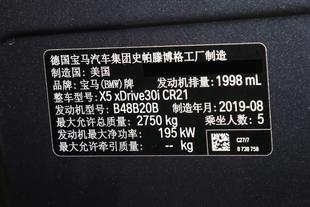 德国宝马汽车集团史帕滕博格工厂制造
制造国：美国
品牌：宝马(BMW)牌 发动机排量：1998 mL
整车型号：X5 xDrive30i CR21
发动机型号：B48B20B 制造年月：2019-08
最大允许总质量：2750 kg 乘坐人数：5
发动机最大净功率：195 kW
最大允许牵引质量：-- kg
C27/7
8 738 758